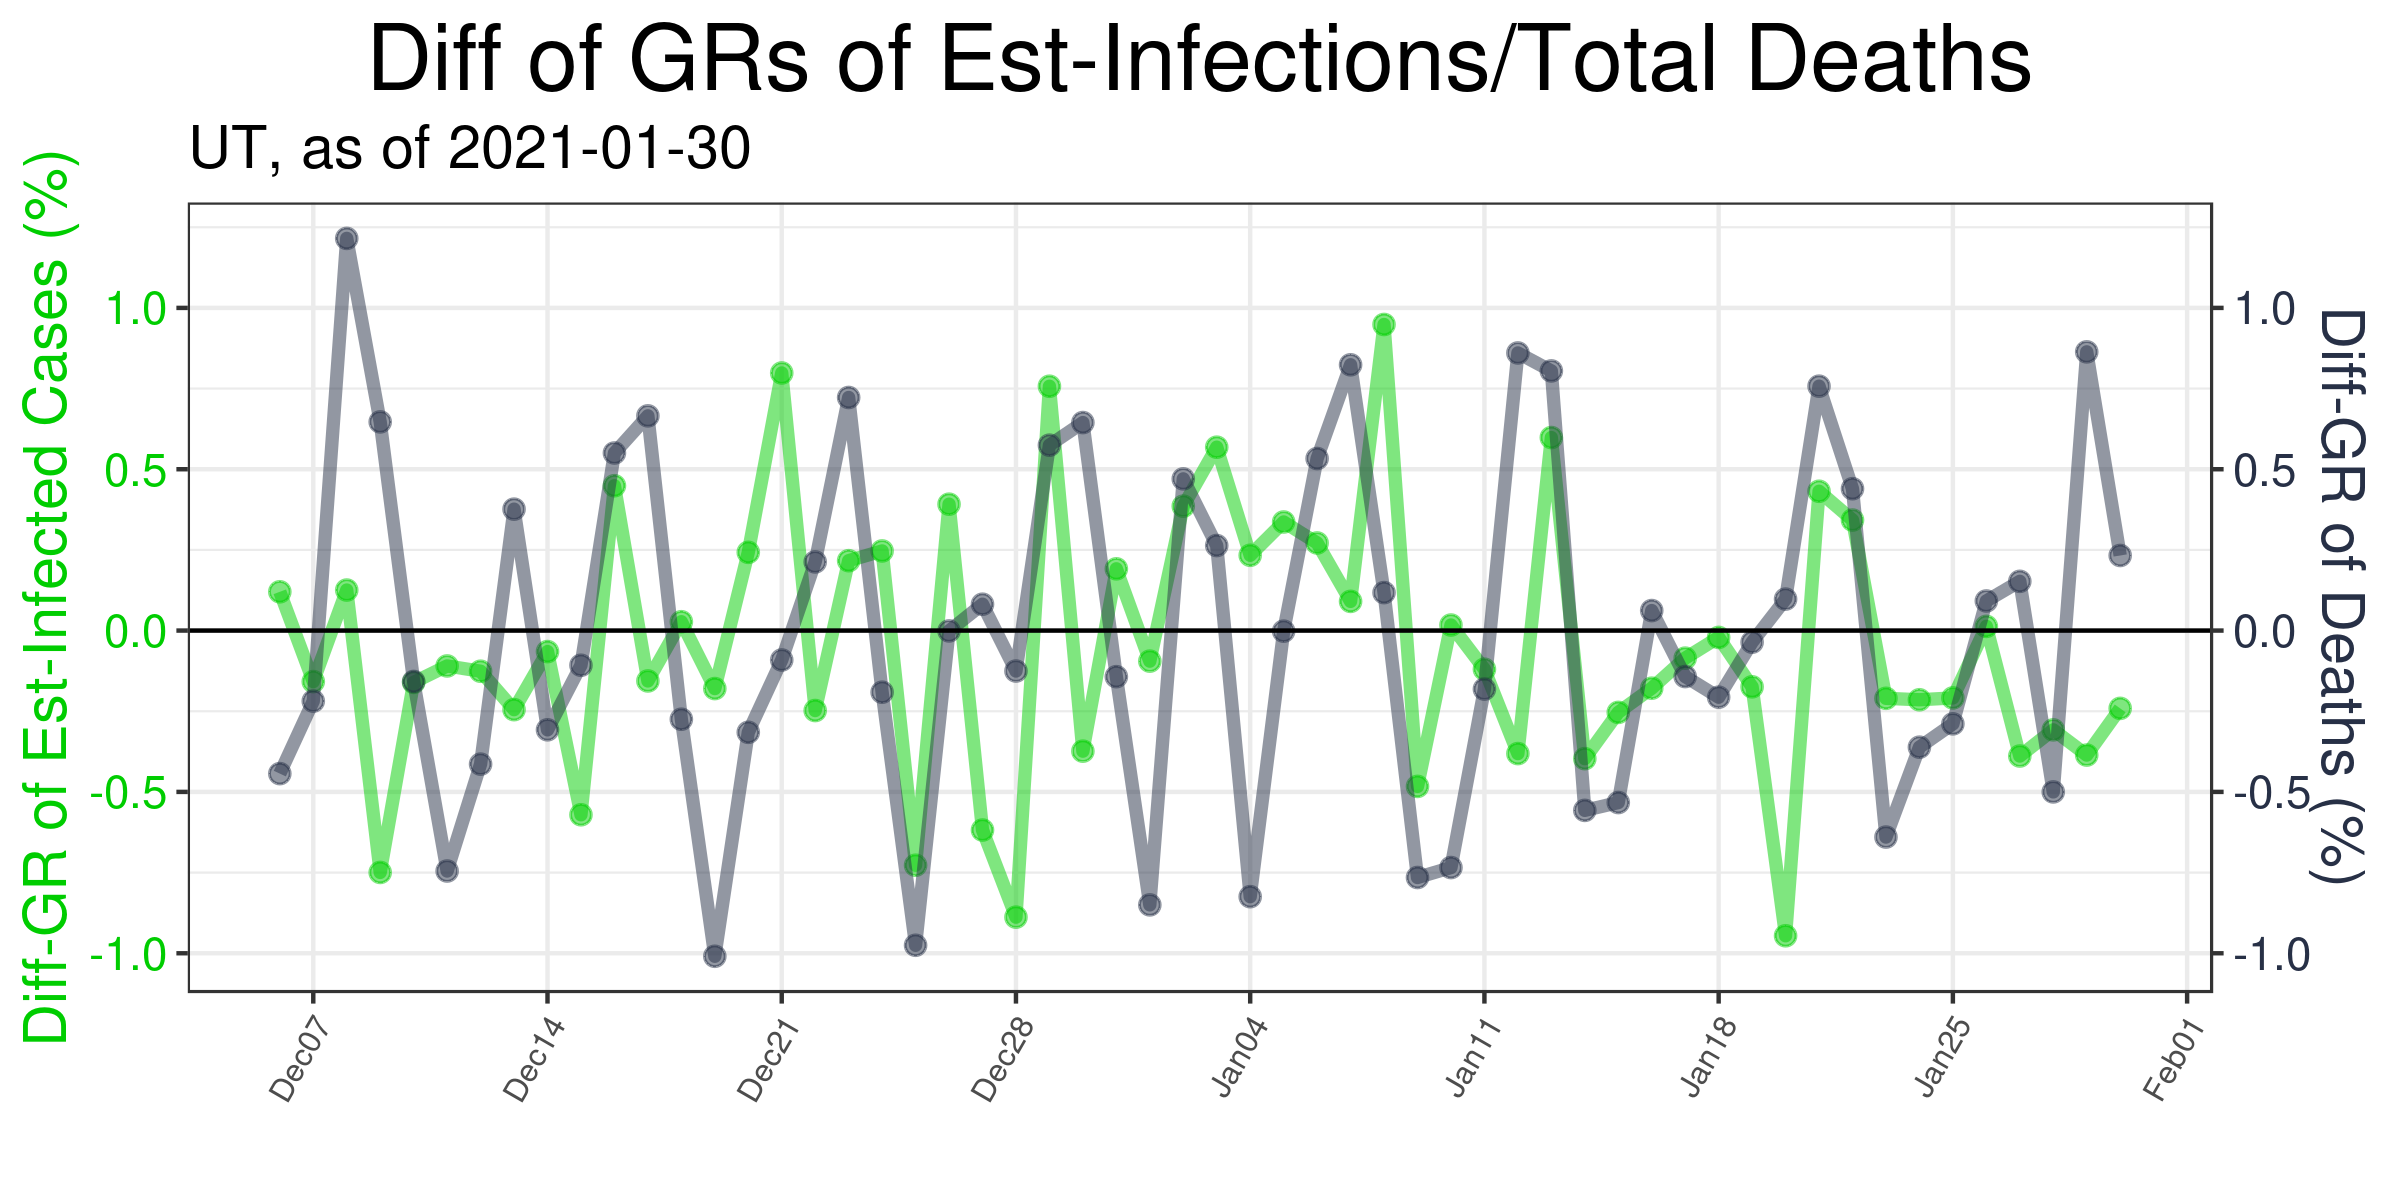 Diff of GRs of Est-Infections/Total Deaths
UT, as of 2021-01-30
Diff-GR of Est-Infected Cases (%)
1.0
0.5
0.0
-0.5
-1.0
1.0
0.5
0.0
-0.5
-1.0
Diff-GR of Deaths (%)
Dec07
Dec14
Dec21
Dec28
Jan04
Jan11
Jan18
Jan25
Feb01